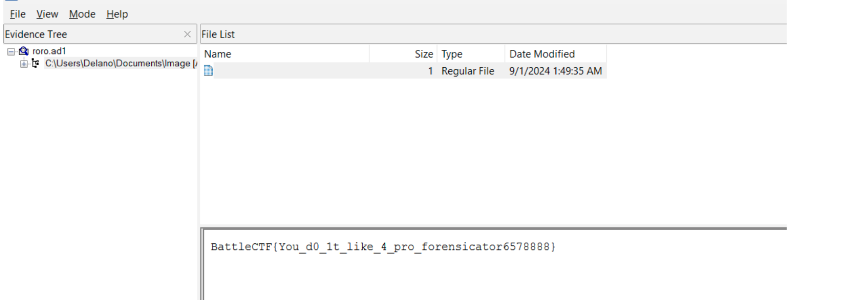 File View Mode Help
Evidence Tree
File List
roro.ad1
C:\Users\Delano\Documents\Image
Name Size Type Date Modified
1 Regular File 9/1/2024 1:49:35 AM
BattleCTF{You_d0_1t_like_4_pro_forensicator6578888}